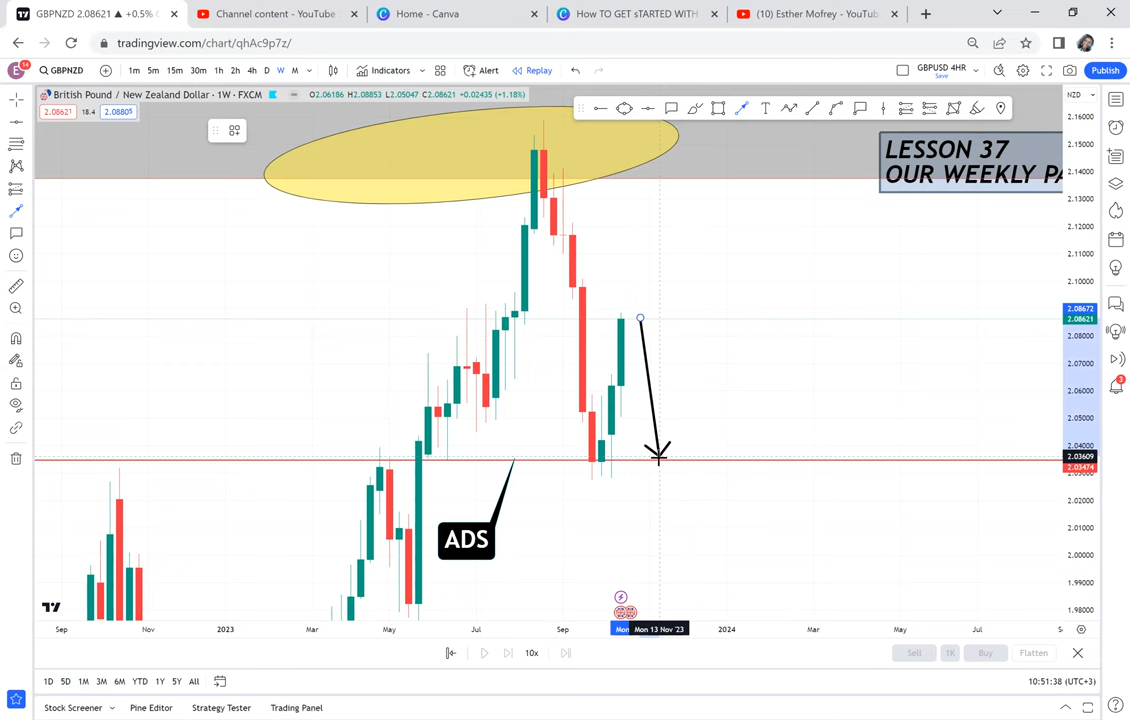 GBPNZD 2.08621 ▲ +0.5%
Channel content - YouTube
Home - Canva
How TO GET sTARTED WITH
(10) Esther Mofrey - YouTub
tradingview.com/chart/qhAc9p7z/
E 14 GBPNZD 1m 5m 15m 30m 1h 2h 4h D W M Indicators Alert Replay GBPUSD 4HR Save Publish
British Pound / New Zealand Dollar · 1W · FXCM O2.06186 H2.08853 L2.05047 C2.08621 +0.02435 (+1.18%) NZD
2.08621 18.4 2.08805
2.16000
2.15000
LESSON 37
2.14000
OUR WEEKLY PA
2.13000
2.12000
2.11000
2.10000
2.08672
2.08621
2.08000
2.07000
2.06000
2.05000
2.04000
2.03609
2.03474
2.02000
ADS
2.01000
2.00000
1.99000
1.98000
3
Sep Nov 2023 Mar May Jul Sep Mon Mon 13 Nov '23 2024 Mar May Jul
10x Sell 1K Buy Flatten
1D 5D 1M 3M 6M YTD 1Y 5Y All 10:51:38 (UTC+3)
Stock Screener Pine Editor Strategy Tester Trading Panel